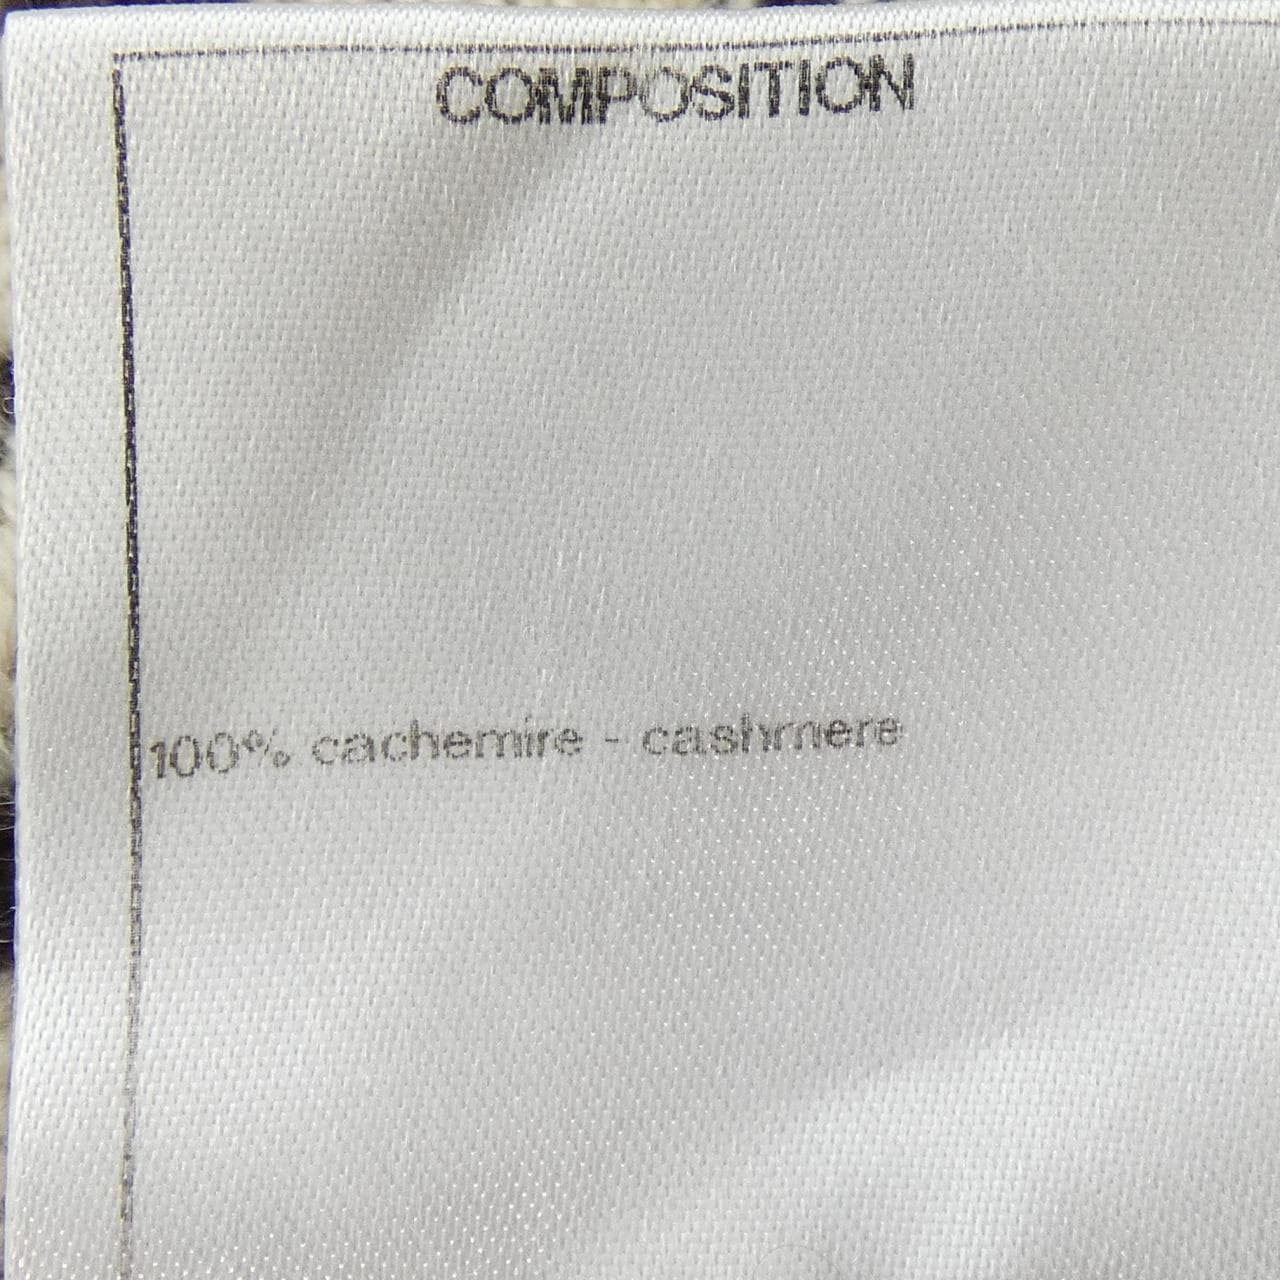 COMPOSITION
100% cachemire - cashmere